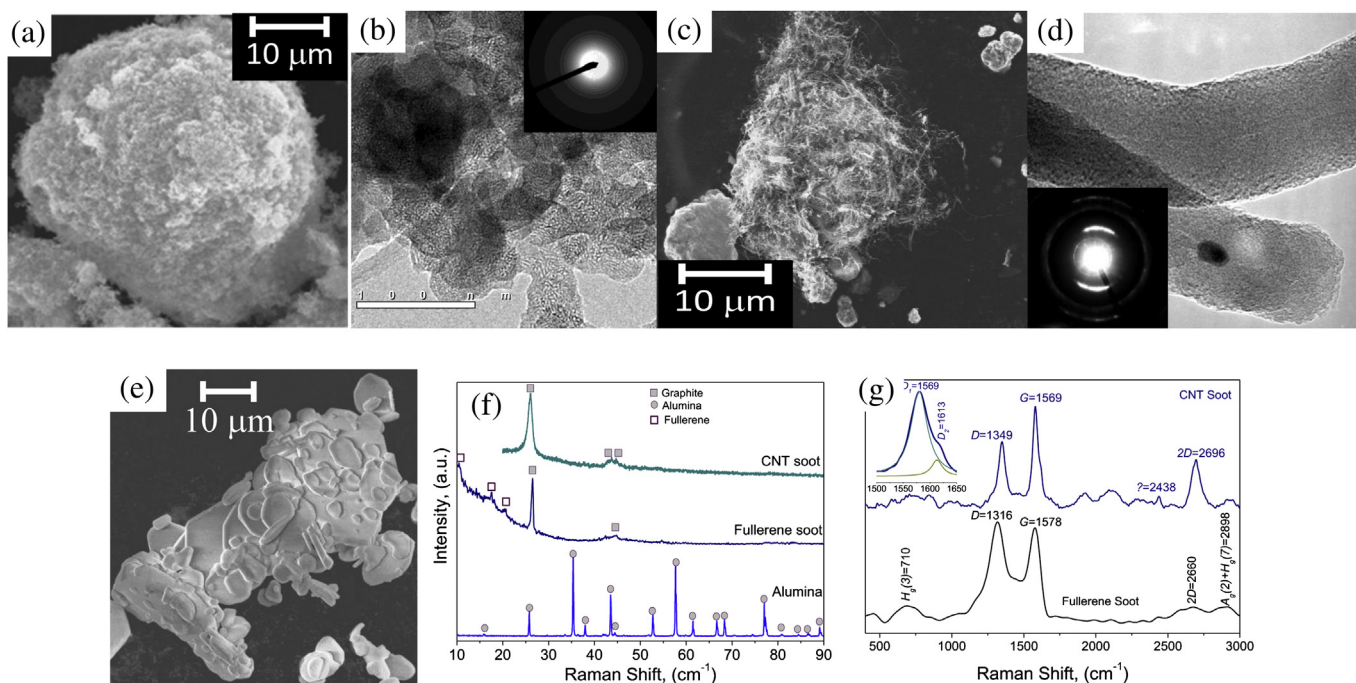 (a)
10 μm
(b)
100 nm
(c)
10 μm
(d)
(e)
10 μm
(f)
Graphite
Alumina
Fullerene
CNT soot
Fullerene soot
Alumina
Intensity, (a.u.)
10 20 30 40 50 60 70 80 90
Raman Shift, (cm-1)
(g)
D1=1569
D2=1613
1500 1550 1600 1650
CNT Soot
G=1569
D=1349
2D=2696
?=2438
D=1316
G=1578
Hg(3)=710
2D=2660
Ag(2)+Hg(7)=2898
Fullerene Soot
500 1000 1500 2000 2500 3000
Raman Shift, (cm-1)